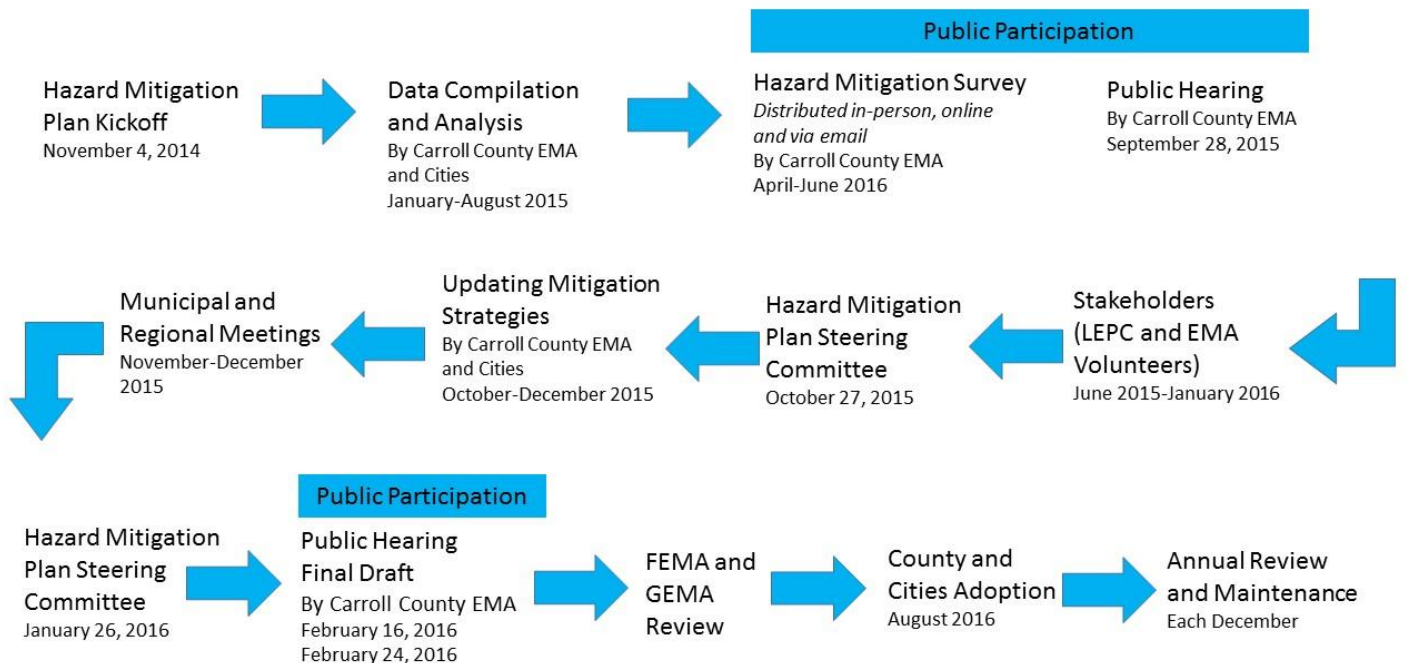 Public Participation
Hazard Mitigation
Plan Kickoff
November 4, 2014
Data Compilation
and Analysis
By Carroll County EMA
and Cities
January-August 2015
Hazard Mitigation Survey
Distributed in-person, online
and via email
By Carroll County EMA
April-June 2016
Public Hearing
By Carroll County EMA
September 28, 2015
Stakeholders
(LEPC and EMA
Volunteers)
June 2015-January 2016
Hazard Mitigation
Plan Steering
Committee
October 27, 2015
Updating Mitigation
Strategies
By Carroll County EMA
and Cities
October-December 2015
Municipal and
Regional Meetings
November-December
2015
Hazard Mitigation
Plan Steering
Committee
January 26, 2016
Public Participation
Public Hearing
Final Draft
By Carroll County EMA
February 16, 2016
February 24, 2016
FEMA and
GEMA
Review
County and
Cities Adoption
August 2016
Annual Review
and Maintenance
Each December